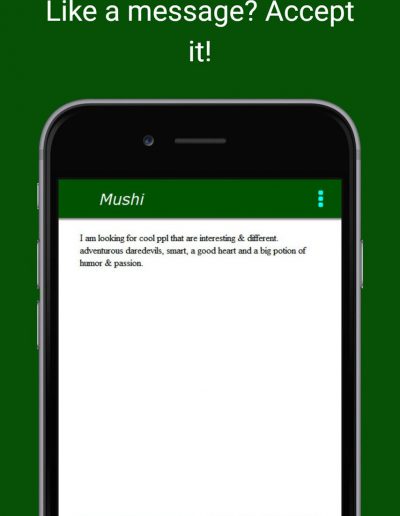 Like a message? Accept
it!
Mushi
I am looking for cool ppl that are interesting & different.
adventurous daredevils, smart, a good heart and a big potion of
humor & passion.